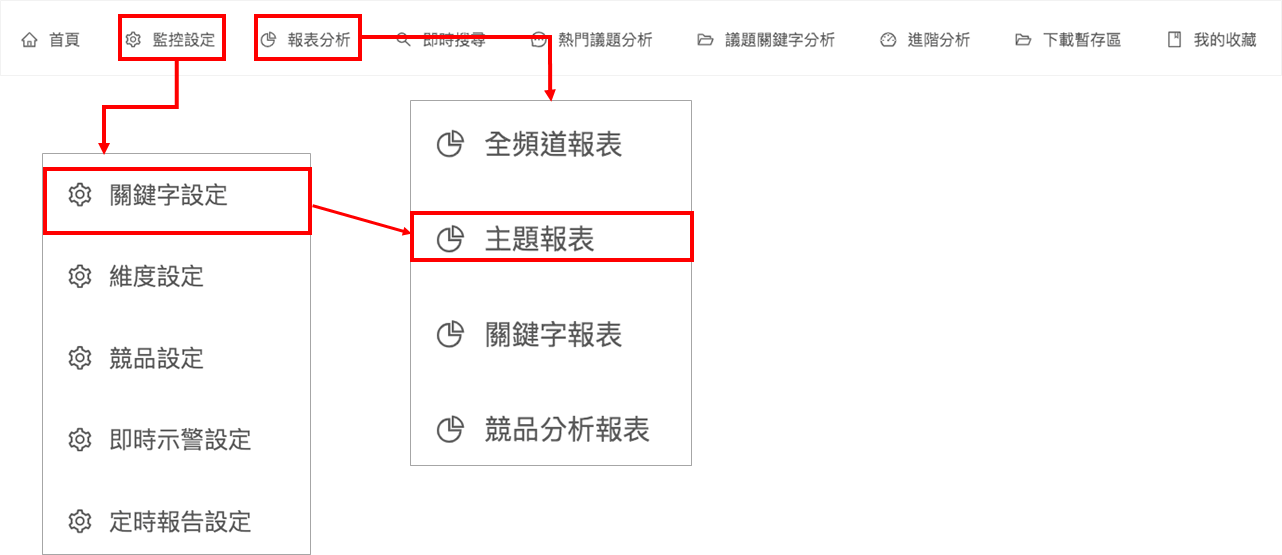 首頁 監控設定 報表分析 即時搜尋 熱門議題分析 議題關鍵字分析 進階分析 下載暫存區 我的收藏
關鍵字設定
維度設定
競品設定
即時示警設定
定時報告設定
全頻道報表
主題報表
關鍵字報表
競品分析報表